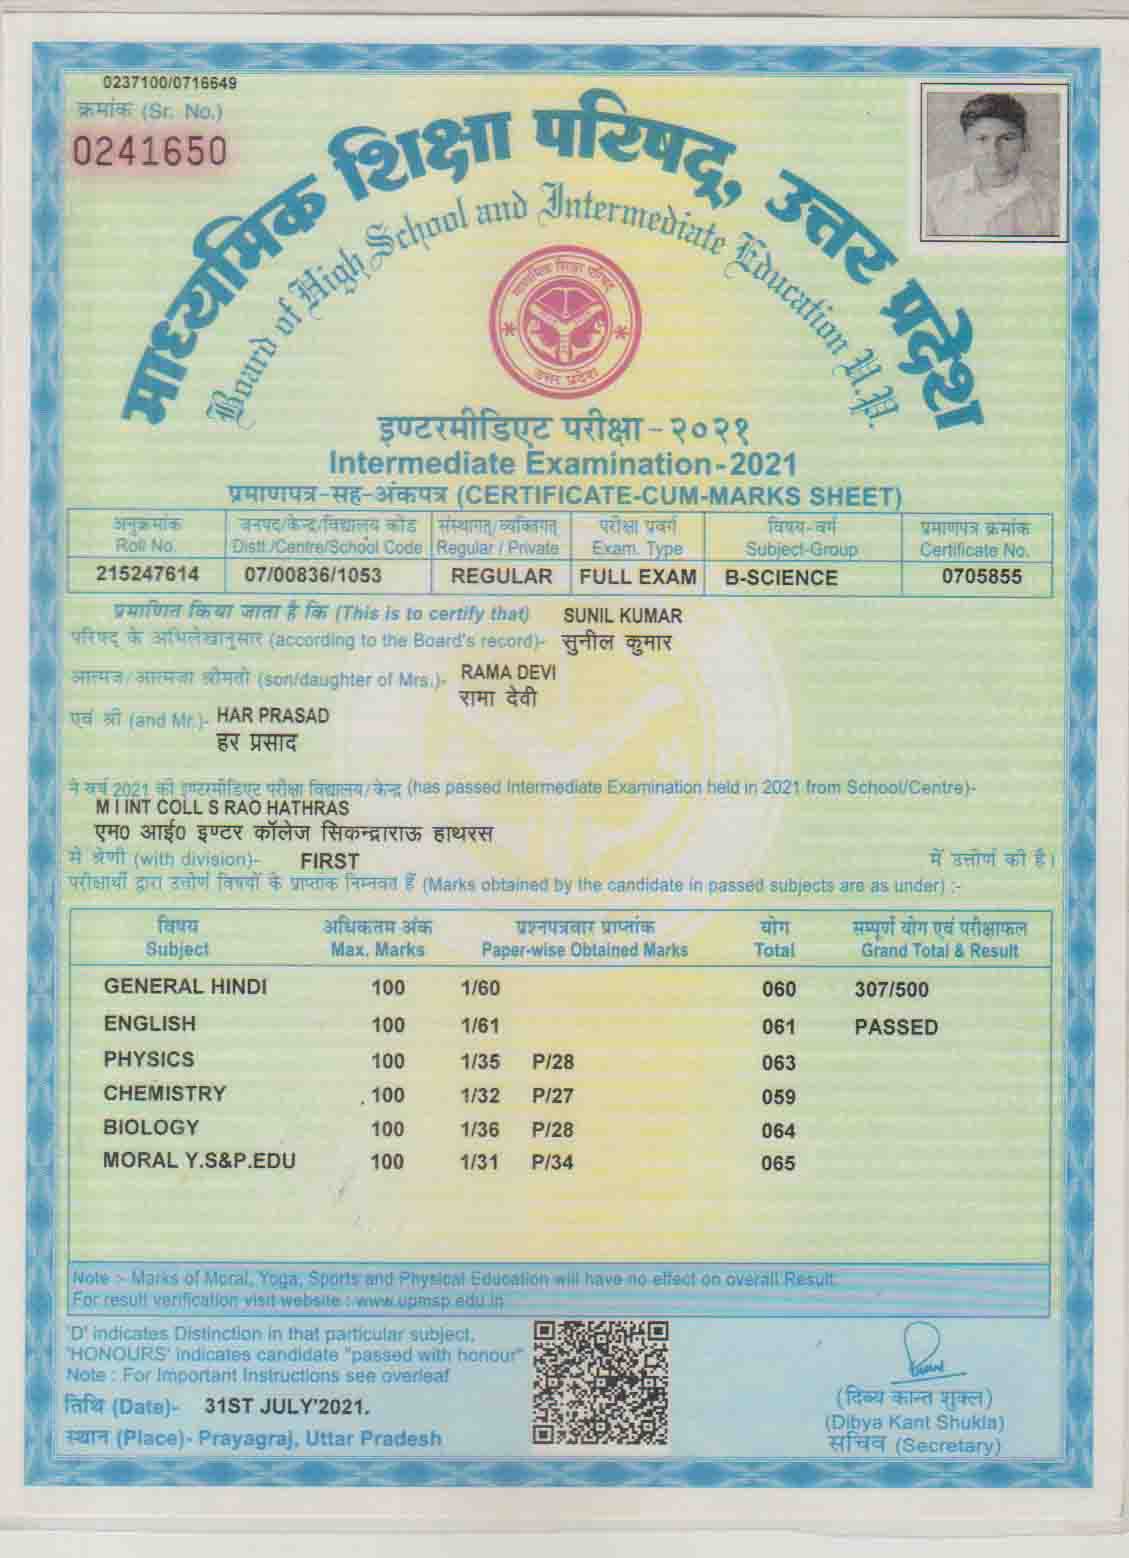 0237100/0716649
क्रमांक (Sr. No.)
0241650
माध्यमिक शिक्षा परिषद्, उत्तर प्रदेश
Board of High School and Intermediate Education U.P.
माध्यमिक शिक्षा परिषद्
उत्तर प्रदेश
इण्टरमीडिएट परीक्षा - २०२१
Intermediate Examination - 2021
प्रमाणपत्र-सह-अंकपत्र (CERTIFICATE-CUM-MARKS SHEET)
अनुक्रमांक जनपद/केन्द्र/विद्यालय कोड संस्थागत/व्यक्तिगत परीक्षा प्रवर्ग विषय-वर्ग प्रमाणपत्र क्रमांक
Roll No. Distt./Centre/School Code Regular / Private Exam. Type Subject-Group Certificate No.
215247614 07/00836/1053 REGULAR FULL EXAM B-SCIENCE 0705855
प्रमाणित किया जाता है कि (This is to certify that) SUNIL KUMAR
परिषद् के अभिलेखानुसार (according to the Board's record)- सुनील कुमार
आत्मज/आत्मजा श्रीमती (son/daughter of Mrs.)- RAMA DEVI
रामा देवी
एवं श्री (and Mr.)- HAR PRASAD
हर प्रसाद
ने वर्ष 2021 की इण्टरमीडिएट परीक्षा विद्यालय/केन्द्र (has passed Intermediate Examination held in 2021 from School/Centre)-
M I INT COLL S RAO HATHRAS
एम0 आई0 इण्टर कॉलेज सिकन्द्राराऊ हाथरस
में श्रेणी (with division)- FIRST में उत्तीर्ण की है।
परीक्षार्थी द्वारा उत्तीर्ण विषयों के प्राप्तांक निम्नवत हैं (Marks obtained by the candidate in passed subjects are as under) :-
विषय अधिकतम अंक प्रश्नपत्रवार प्राप्तांक योग सम्पूर्ण योग एवं परीक्षाफल
Subject Max. Marks Paper-wise Obtained Marks Total Grand Total & Result
GENERAL HINDI 100 1/60 060 307/500
ENGLISH 100 1/61 061 PASSED
PHYSICS 100 1/35 P/28 063
CHEMISTRY 100 1/32 P/27 059
BIOLOGY 100 1/36 P/28 064
MORAL Y.S&P.EDU 100 1/31 P/34 065
Note :- Marks of Moral, Yoga, Sports and Physical Education will have no effect on overall Result.
For result verification visit website : www.upmsp.edu.in
'D' indicates Distinction in that particular subject.
'HONOURS' indicates candidate "passed with honour"
Note : For Important Instructions see overleaf
तिथि (Date)- 31ST JULY'2021.
स्थान (Place)- Prayagraj, Uttar Pradesh
(दिब्य कान्त शुक्ल)
(Dibya Kant Shukla)
सचिव (Secretary)